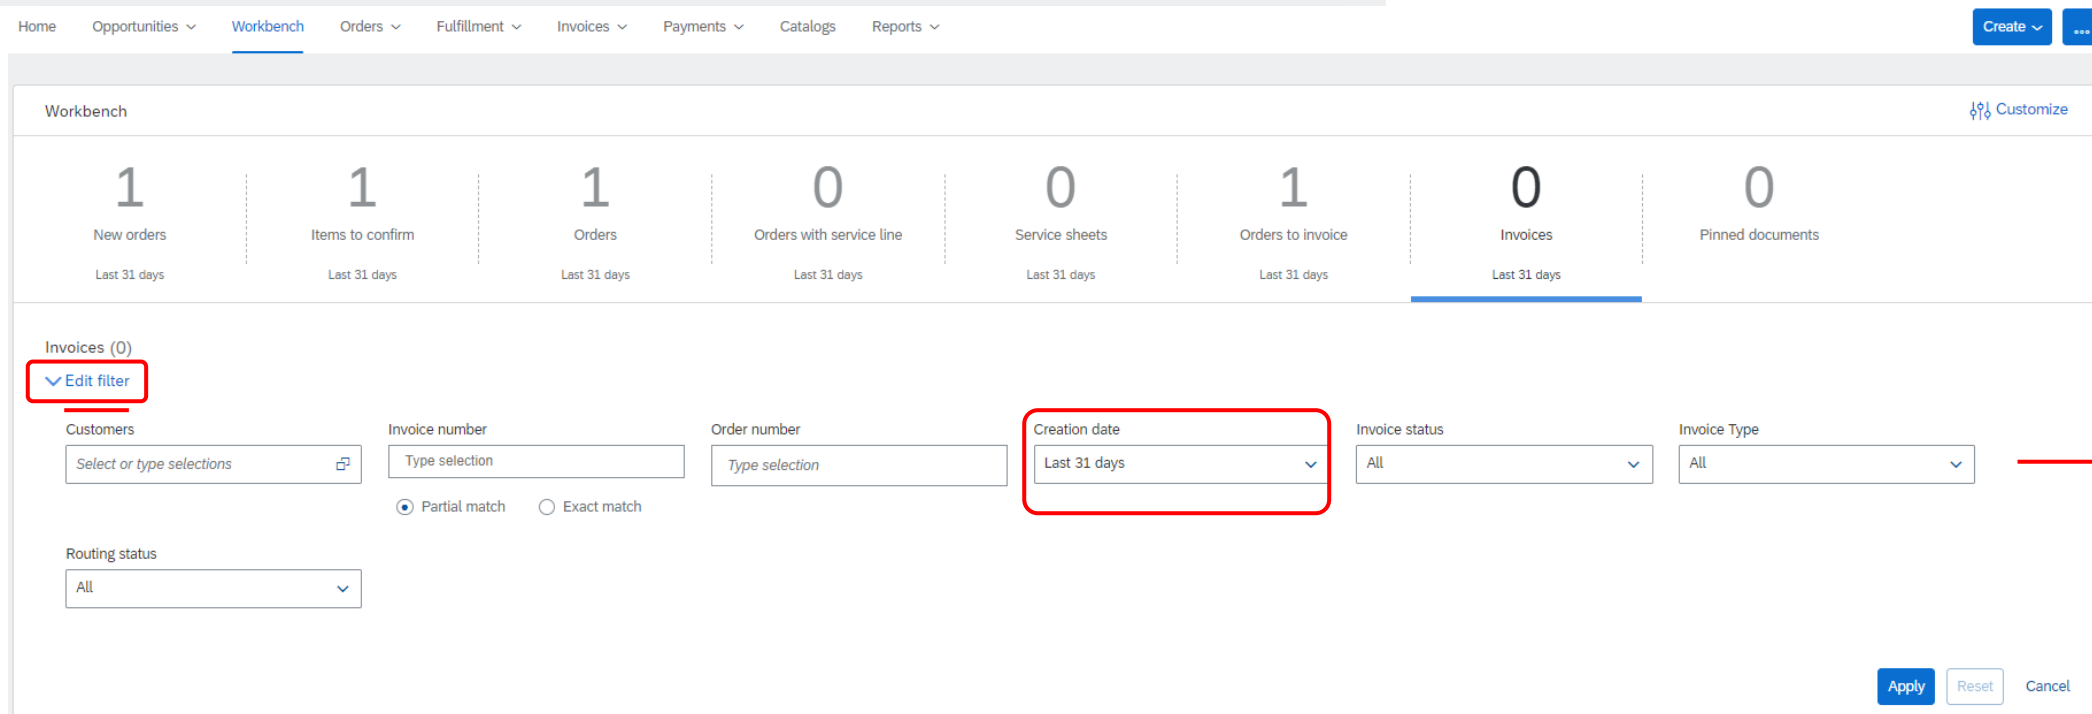 Home Opportunities Workbench Orders Fulfillment Invoices Payments Catalogs Reports Create ...
Workbench Customize
1 1 1 0 0 1 0 0
New orders Items to confirm Orders Orders with service line Service sheets Orders to invoice Invoices Pinned documents
Last 31 days Last 31 days Last 31 days Last 31 days Last 31 days Last 31 days Last 31 days
Invoices (0)
Edit filter
Customers Invoice number Order number Creation date Invoice status Invoice Type
Select or type selections Type selection Type selection Last 31 days All All
Partial match Exact match
Routing status
All
Apply Reset Cancel